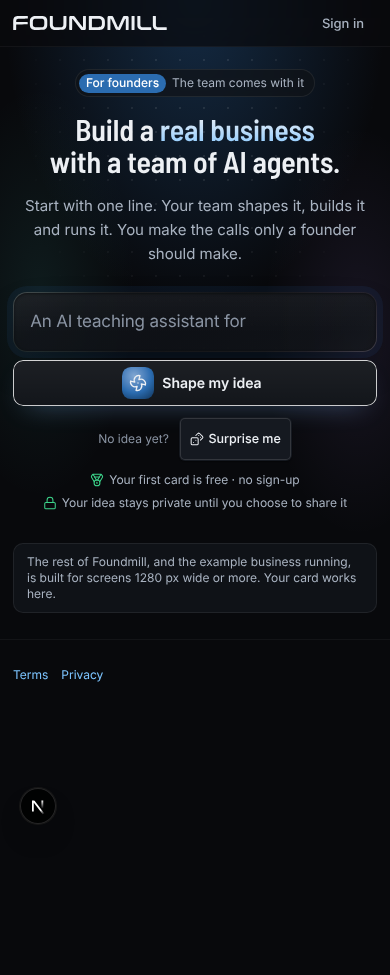 FOUNDMILL
Sign in
For founders The team comes with it
Build a real business
with a team of AI agents.
Start with one line. Your team shapes it, builds it
and runs it. You make the calls only a founder
should make.
An AI teaching assistant for
Shape my idea
No idea yet? Surprise me
Your first card is free · no sign-up
Your idea stays private until you choose to share it
The rest of Foundmill, and the example business running,
is built for screens 1280 px wide or more. Your card works
here.
Terms Privacy
N